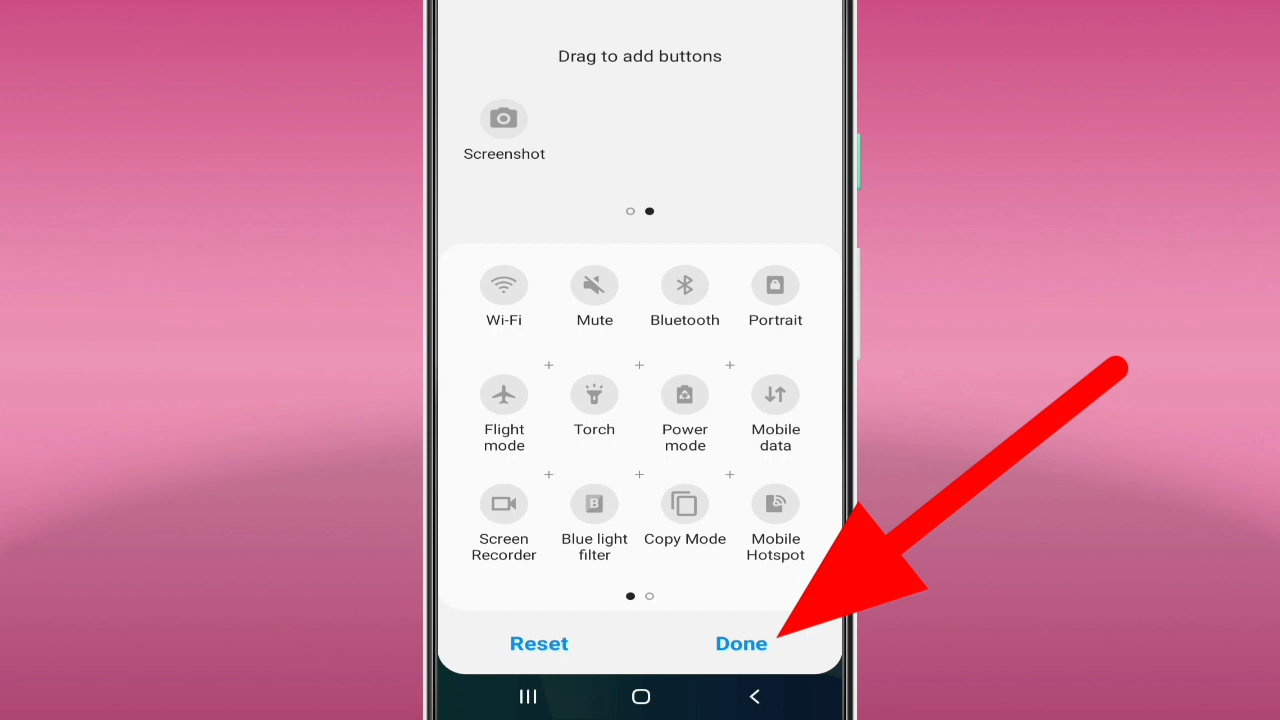 Drag to add buttons
Screenshot
Wi-Fi
Mute
Bluetooth
Portrait
Flight
mode
Torch
Power
mode
Mobile
data
Screen
Recorder
B
Blue light
filter
Copy Mode
Mobile
Hotspot
Reset
Done